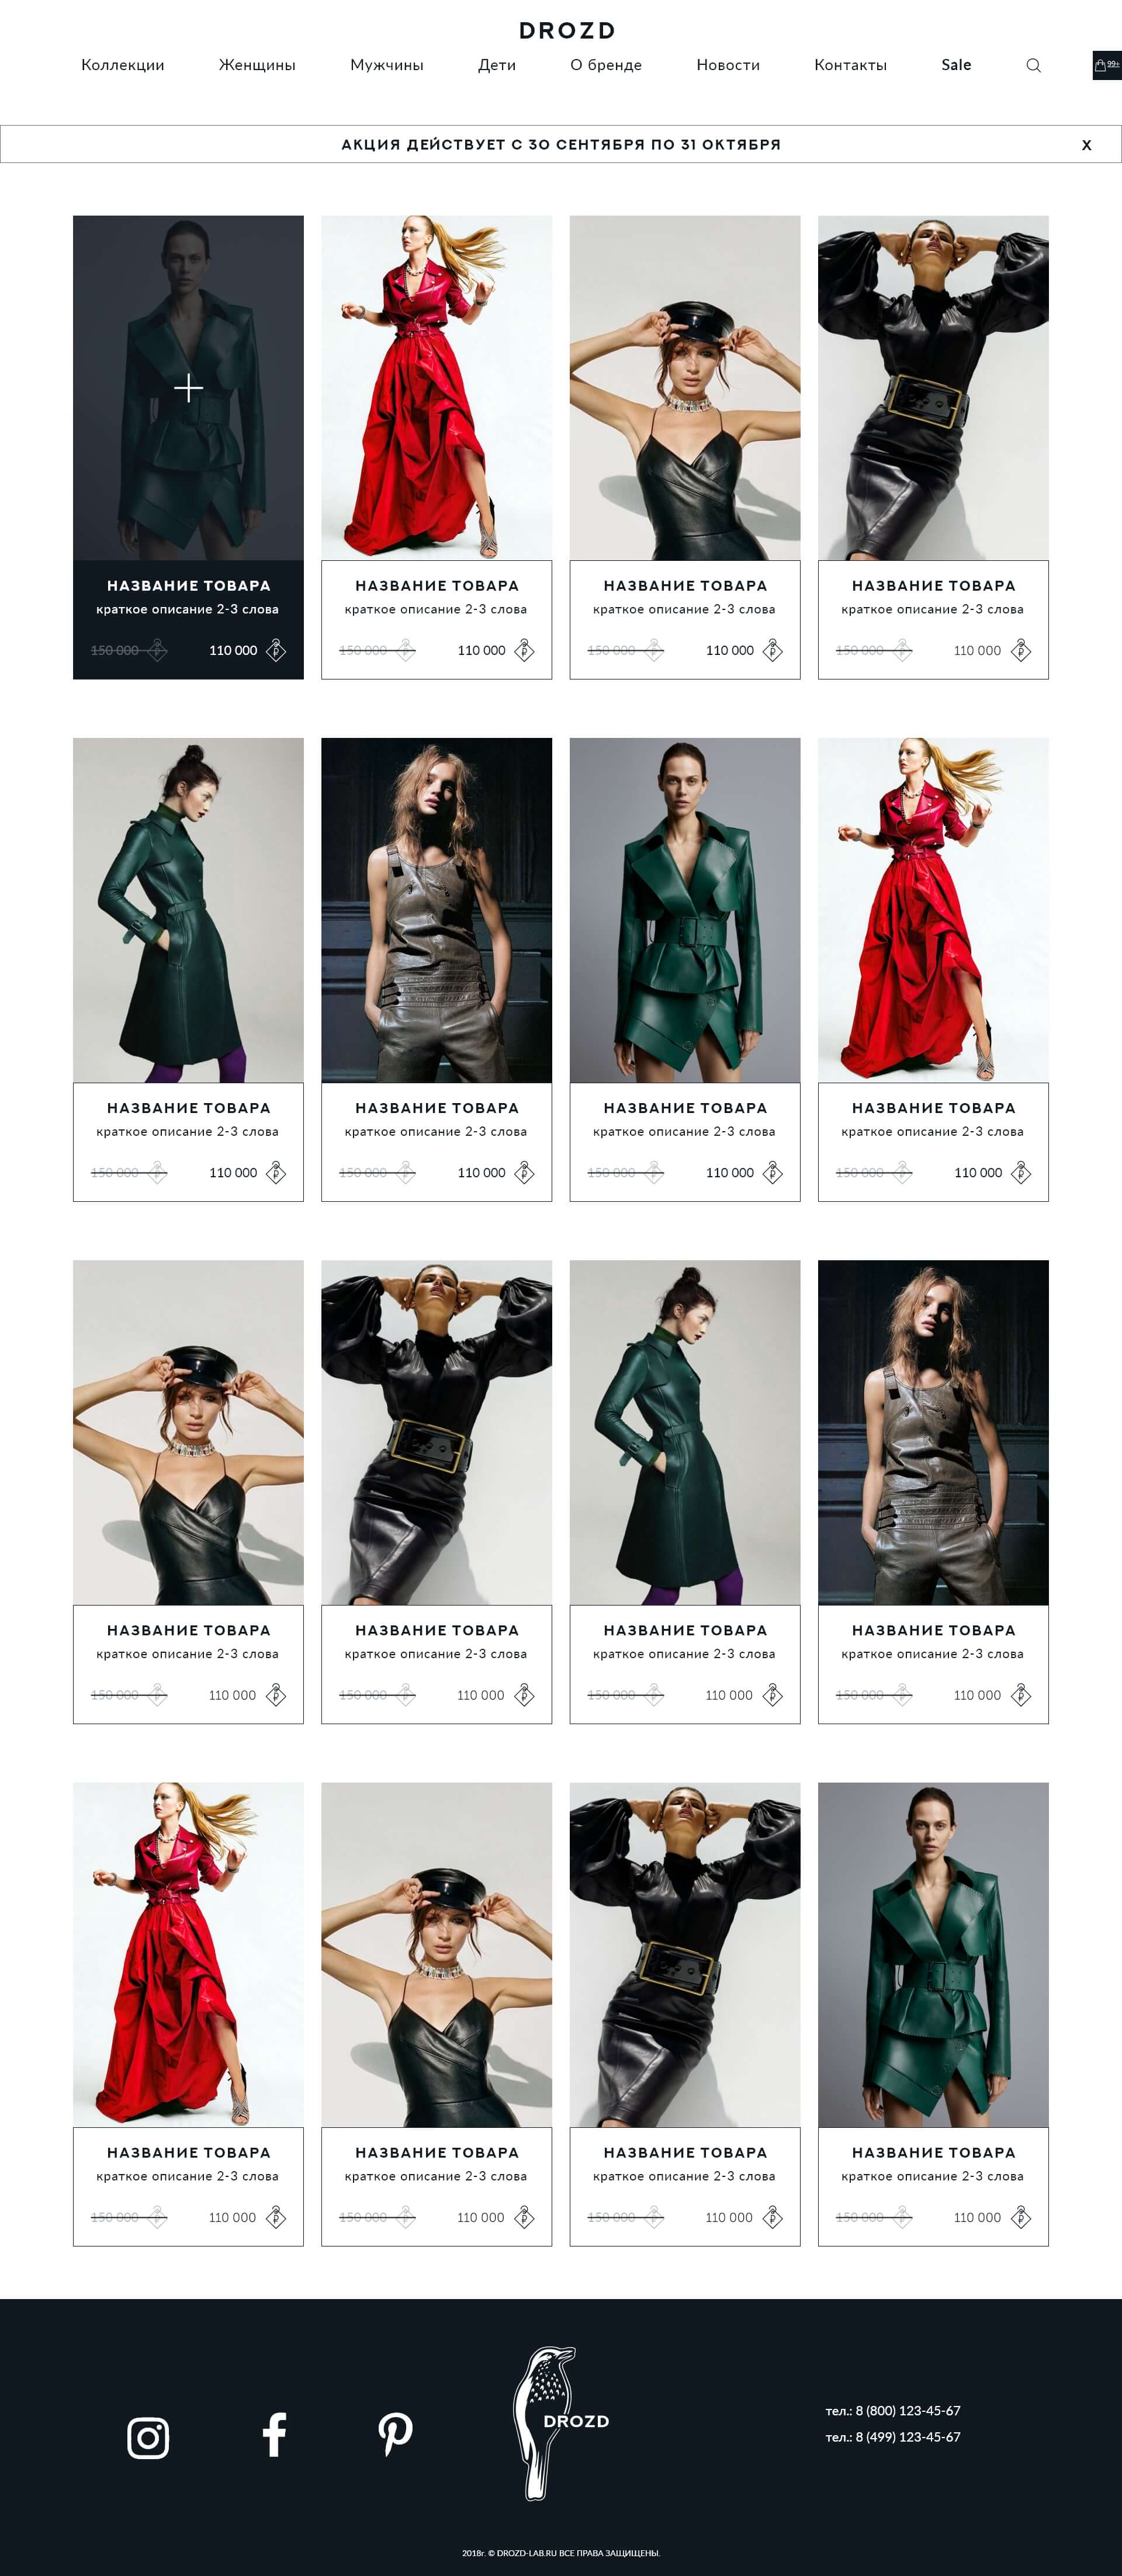 DROZD
Коллекции Женщины Мужчины Дети О бренде Новости Контакты Sale 99+
АКЦИЯ ДЕЙСТВУЕТ С 30 СЕНТЯБРЯ ПО 31 ОКТЯБРЯ X
НАЗВАНИЕ ТОВАРА НАЗВАНИЕ ТОВАРА НАЗВАНИЕ ТОВАРА НАЗВАНИЕ ТОВАРА
краткое описание 2-3 слова краткое описание 2-3 слова краткое описание 2-3 слова краткое описание 2-3 слова
150 000 ₽ 110 000 ₽ 150 000 ₽ 110 000 ₽ 150 000 ₽ 110 000 ₽ 150 000 ₽ 110 000 ₽
НАЗВАНИЕ ТОВАРА НАЗВАНИЕ ТОВАРА НАЗВАНИЕ ТОВАРА НАЗВАНИЕ ТОВАРА
краткое описание 2-3 слова краткое описание 2-3 слова краткое описание 2-3 слова краткое описание 2-3 слова
150 000 ₽ 110 000 ₽ 150 000 ₽ 110 000 ₽ 150 000 ₽ 110 000 ₽ 150 000 ₽ 110 000 ₽
НАЗВАНИЕ ТОВАРА НАЗВАНИЕ ТОВАРА НАЗВАНИЕ ТОВАРА НАЗВАНИЕ ТОВАРА
краткое описание 2-3 слова краткое описание 2-3 слова краткое описание 2-3 слова краткое описание 2-3 слова
150 000 ₽ 110 000 ₽ 150 000 ₽ 110 000 ₽ 150 000 ₽ 110 000 ₽ 150 000 ₽ 110 000 ₽
НАЗВАНИЕ ТОВАРА НАЗВАНИЕ ТОВАРА НАЗВАНИЕ ТОВАРА НАЗВАНИЕ ТОВАРА
краткое описание 2-3 слова краткое описание 2-3 слова краткое описание 2-3 слова краткое описание 2-3 слова
150 000 ₽ 110 000 ₽ 150 000 ₽ 110 000 ₽ 150 000 ₽ 110 000 ₽ 150 000 ₽ 110 000 ₽
DROZD
тел.: 8 (800) 123-45-67
тел.: 8 (499) 123-45-67
2018г. © DROZD-LAB.RU ВСЕ ПРАВА ЗАЩИЩЕНЫ.